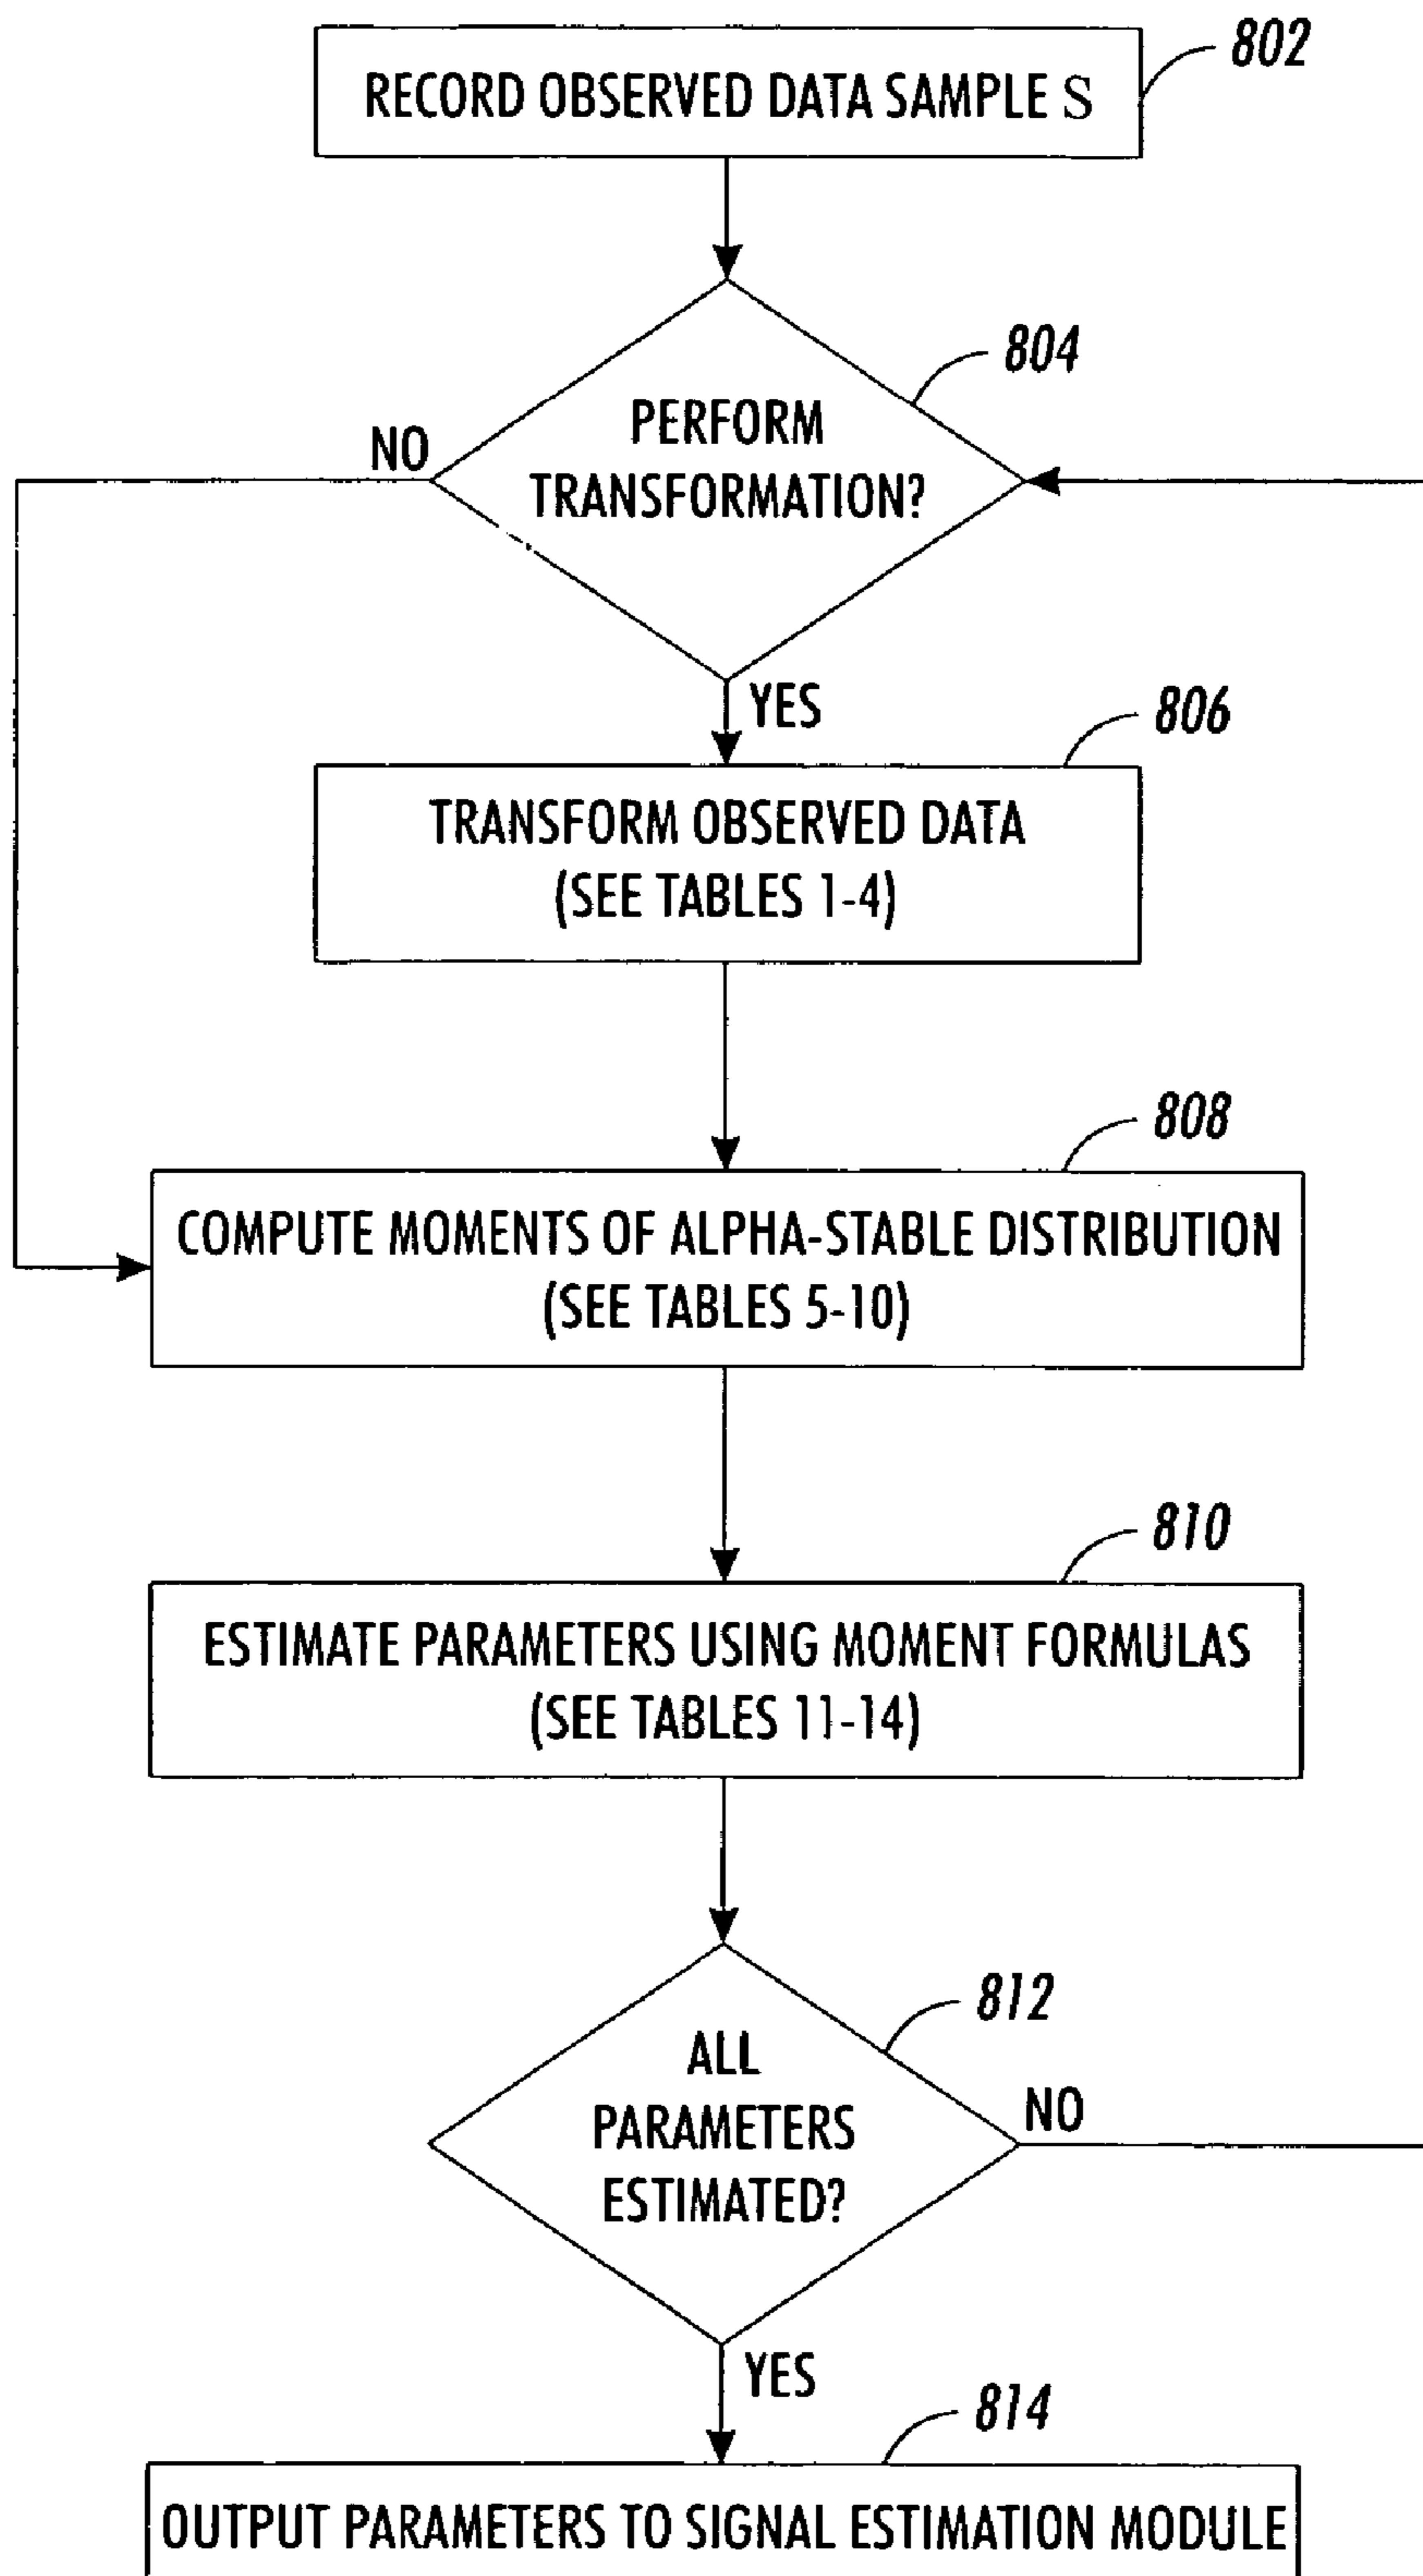 802
RECORD OBSERVED DATA SAMPLE S
804
PERFORM
TRANSFORMATION?
NO
YES
806
TRANSFORM OBSERVED DATA
(SEE TABLES 1-4)
808
COMPUTE MOMENTS OF ALPHA-STABLE DISTRIBUTION
(SEE TABLES 5-10)
810
ESTIMATE PARAMETERS USING MOMENT FORMULAS
(SEE TABLES 11-14)
812
ALL
PARAMETERS
ESTIMATED?
NO
YES
814
OUTPUT PARAMETERS TO SIGNAL ESTIMATION MODULE